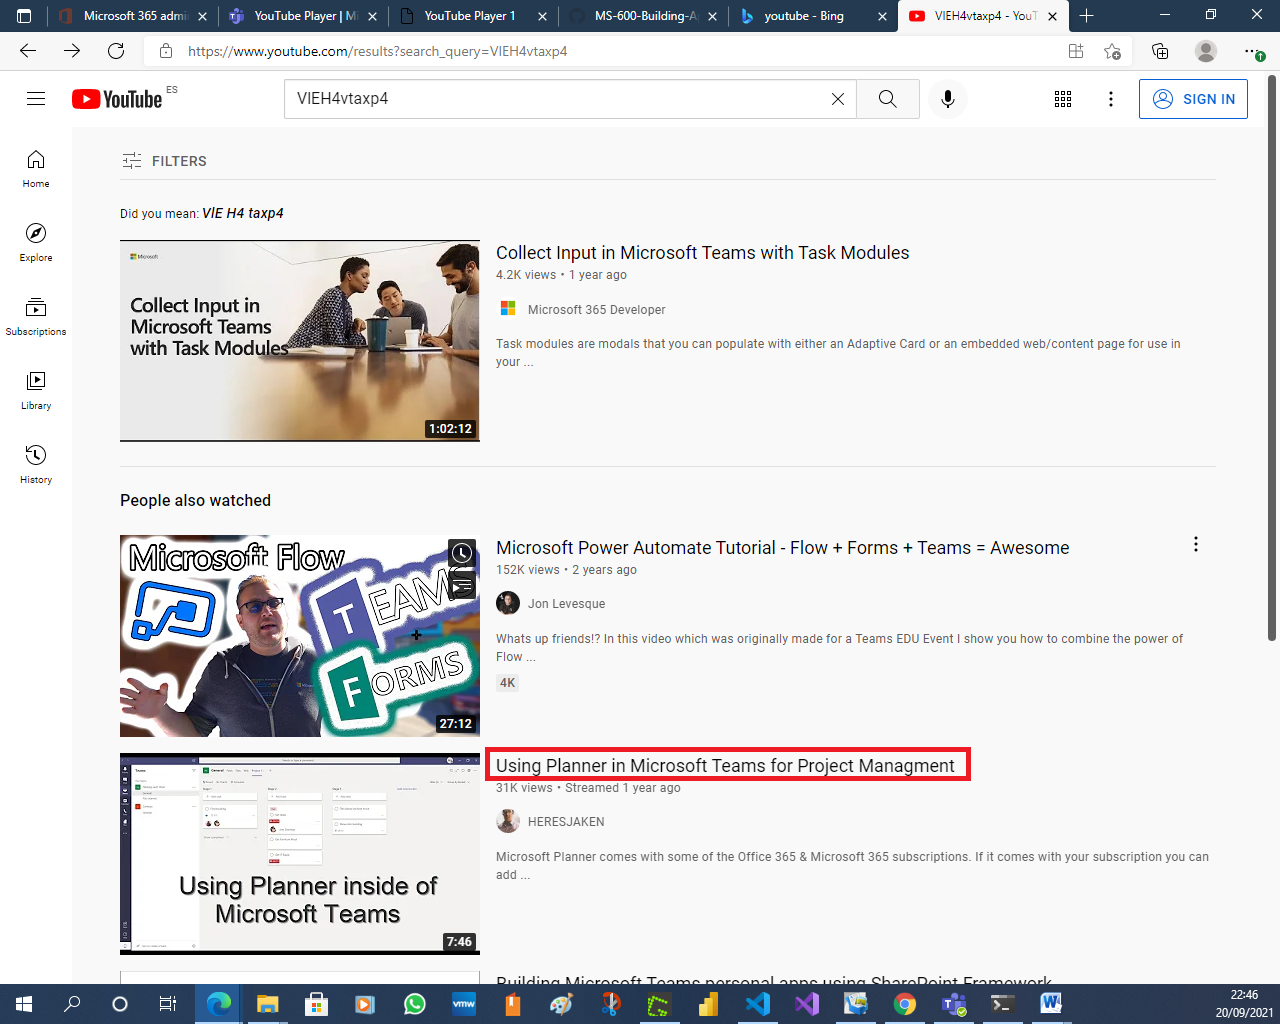 Microsoft 365 admi
YouTube Player | Mi
YouTube Player 1
MS-600-Building-A
youtube - Bing
VIEH4vtaxp4 - YouT
https://www.youtube.com/results?search_query=VIEH4vtaxp4
YouTube ES
VIEH4vtaxp4
SIGN IN
FILTERS
Home
Explore
Subscriptions
Library
History
Did you mean: VIE H4 taxp4
Microsoft
Collect Input in
Microsoft Teams
with Task Modules
1:02:12
Collect Input in Microsoft Teams with Task Modules
4.2K views • 1 year ago
Microsoft 365 Developer
Task modules are modals that you can populate with either an Adaptive Card or an embedded web/content page for use in
your ...
People also watched
Microsoft Flow
TEAMS
FORMS
27:12
Microsoft Power Automate Tutorial - Flow + Forms + Teams = Awesome
152K views • 2 years ago
Jon Levesque
Whats up friends!? In this video which was originally made for a Teams EDU Event I show you how to combine the power of
Flow ...
4K
Using Planner inside of
Microsoft Teams
7:46
Using Planner in Microsoft Teams for Project Managment
31K views • Streamed 1 year ago
HERESJAKEN
Microsoft Planner comes with some of the Office 365 & Microsoft 365 subscriptions. If it comes with your subscription you can
add ...
Building Microsoft Teams personal apps using SharePoint Framework
vmw
22:46
20/09/2021